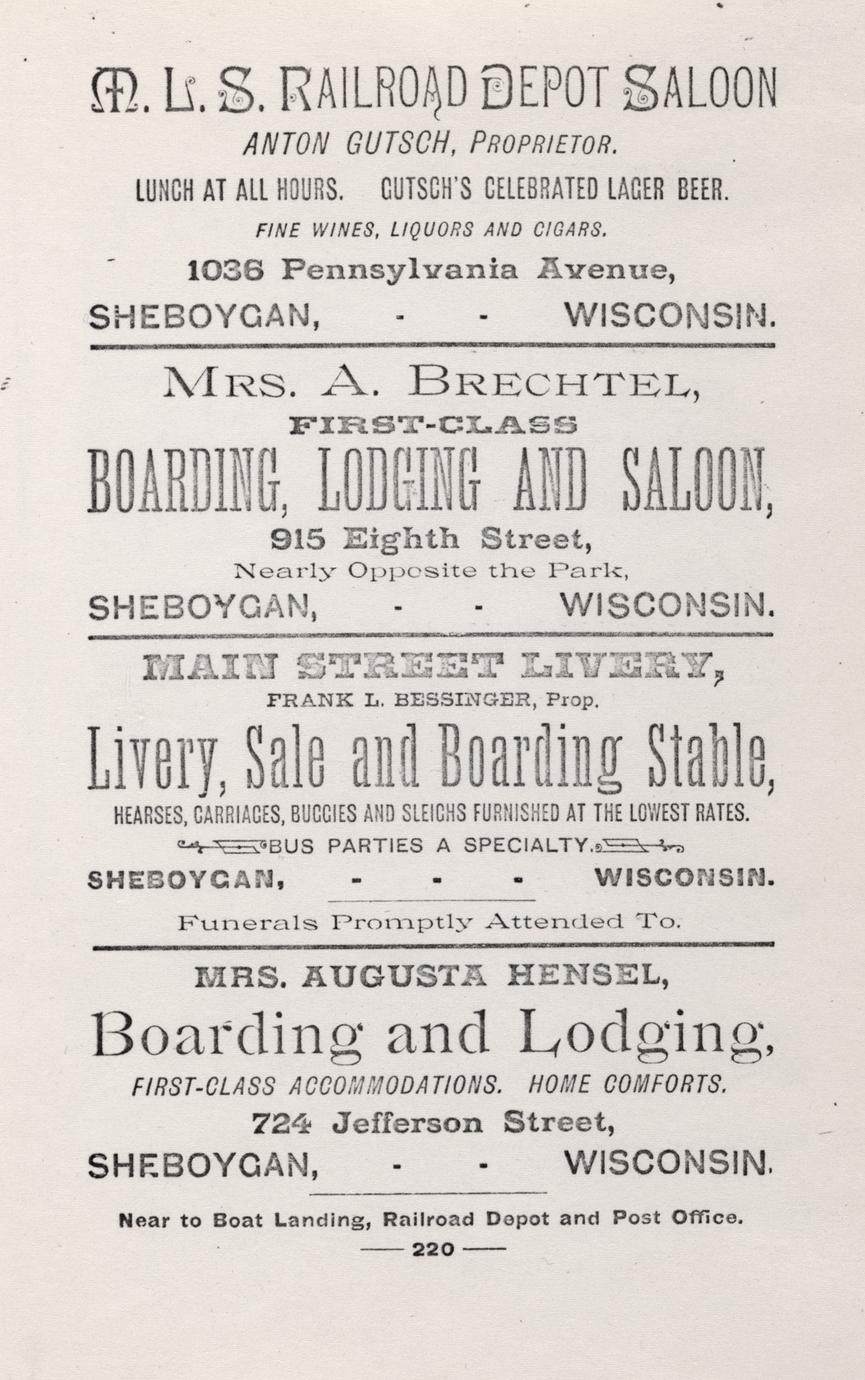 M. L. S. RAILROAD DEPOT SALOON
ANTON GUTSCH, PROPRIETOR.
LUNCH AT ALL HOURS. GUTSCH'S CELEBRATED LAGER BEER.
FINE WINES, LIQUORS AND CIGARS.
1036 Pennsylvania Avenue,
SHEBOYGAN, - - WISCONSIN.
MRS. A. BRECHTEL,
FIRST-CLASS
BOARDING, LODGING AND SALOON,
915 Eighth Street,
Nearly Opposite the Park,
SHEBOYGAN, - - WISCONSIN.
MAIN STREET LIVERY,
FRANK L. BESSINGER, Prop.
Livery, Sale and Boarding Stable,
HEARSES, CARRIAGES, BUGGIES AND SLEIGHS FURNISHED AT THE LOWEST RATES.
BUS PARTIES A SPECIALTY.
SHEBOYGAN, - - - WISCONSIN.
Funerals Promptly Attended To.
MRS. AUGUSTA HENSEL,
Boarding and Lodging,
FIRST-CLASS ACCOMMODATIONS. HOME COMFORTS.
724 Jefferson Street,
SHEBOYGAN, - - WISCONSIN.
Near to Boat Landing, Railroad Depot and Post Office.
— 220 —